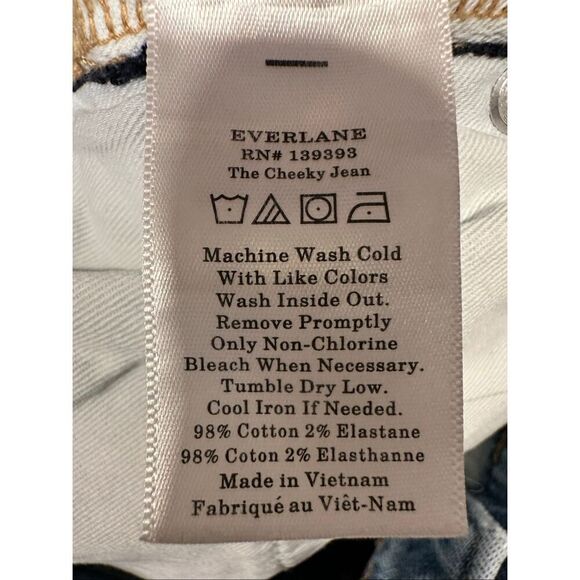 EVERLANE
RN# 139393
The Cheeky Jean
Machine Wash Cold
With Like Colors
Wash Inside Out.
Remove Promptly
Only Non-Chlorine
Bleach When Necessary.
Tumble Dry Low.
Cool Iron If Needed.
98% Cotton 2% Elastane
98% Coton 2% Elasthanne
Made in Vietnam
Fabriqué au Viêt-Nam